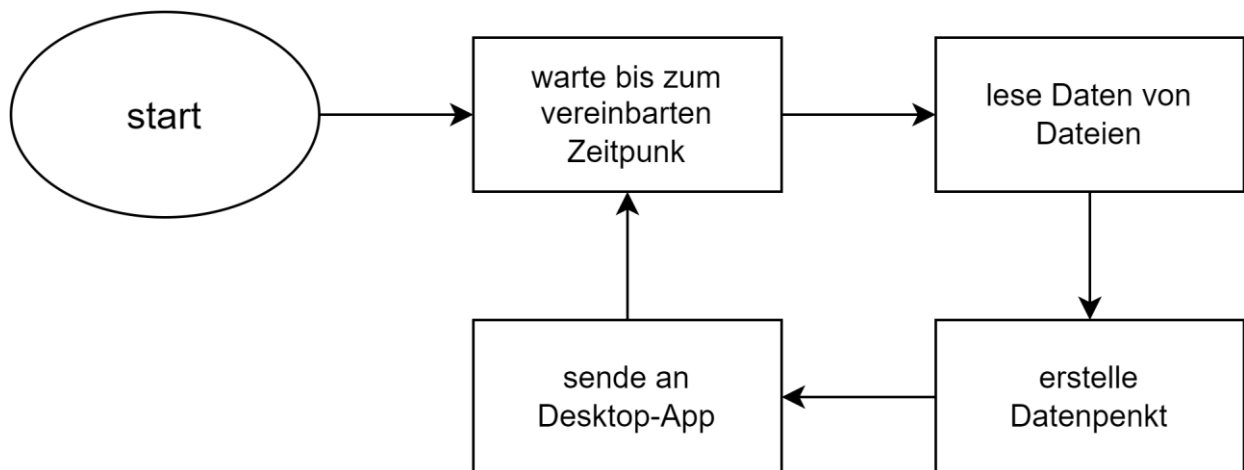 start
warte bis zum
vereinbarten
Zeitpunk
lese Daten von
Dateien
erstelle
Datenpenkt
sende an
Desktop-App